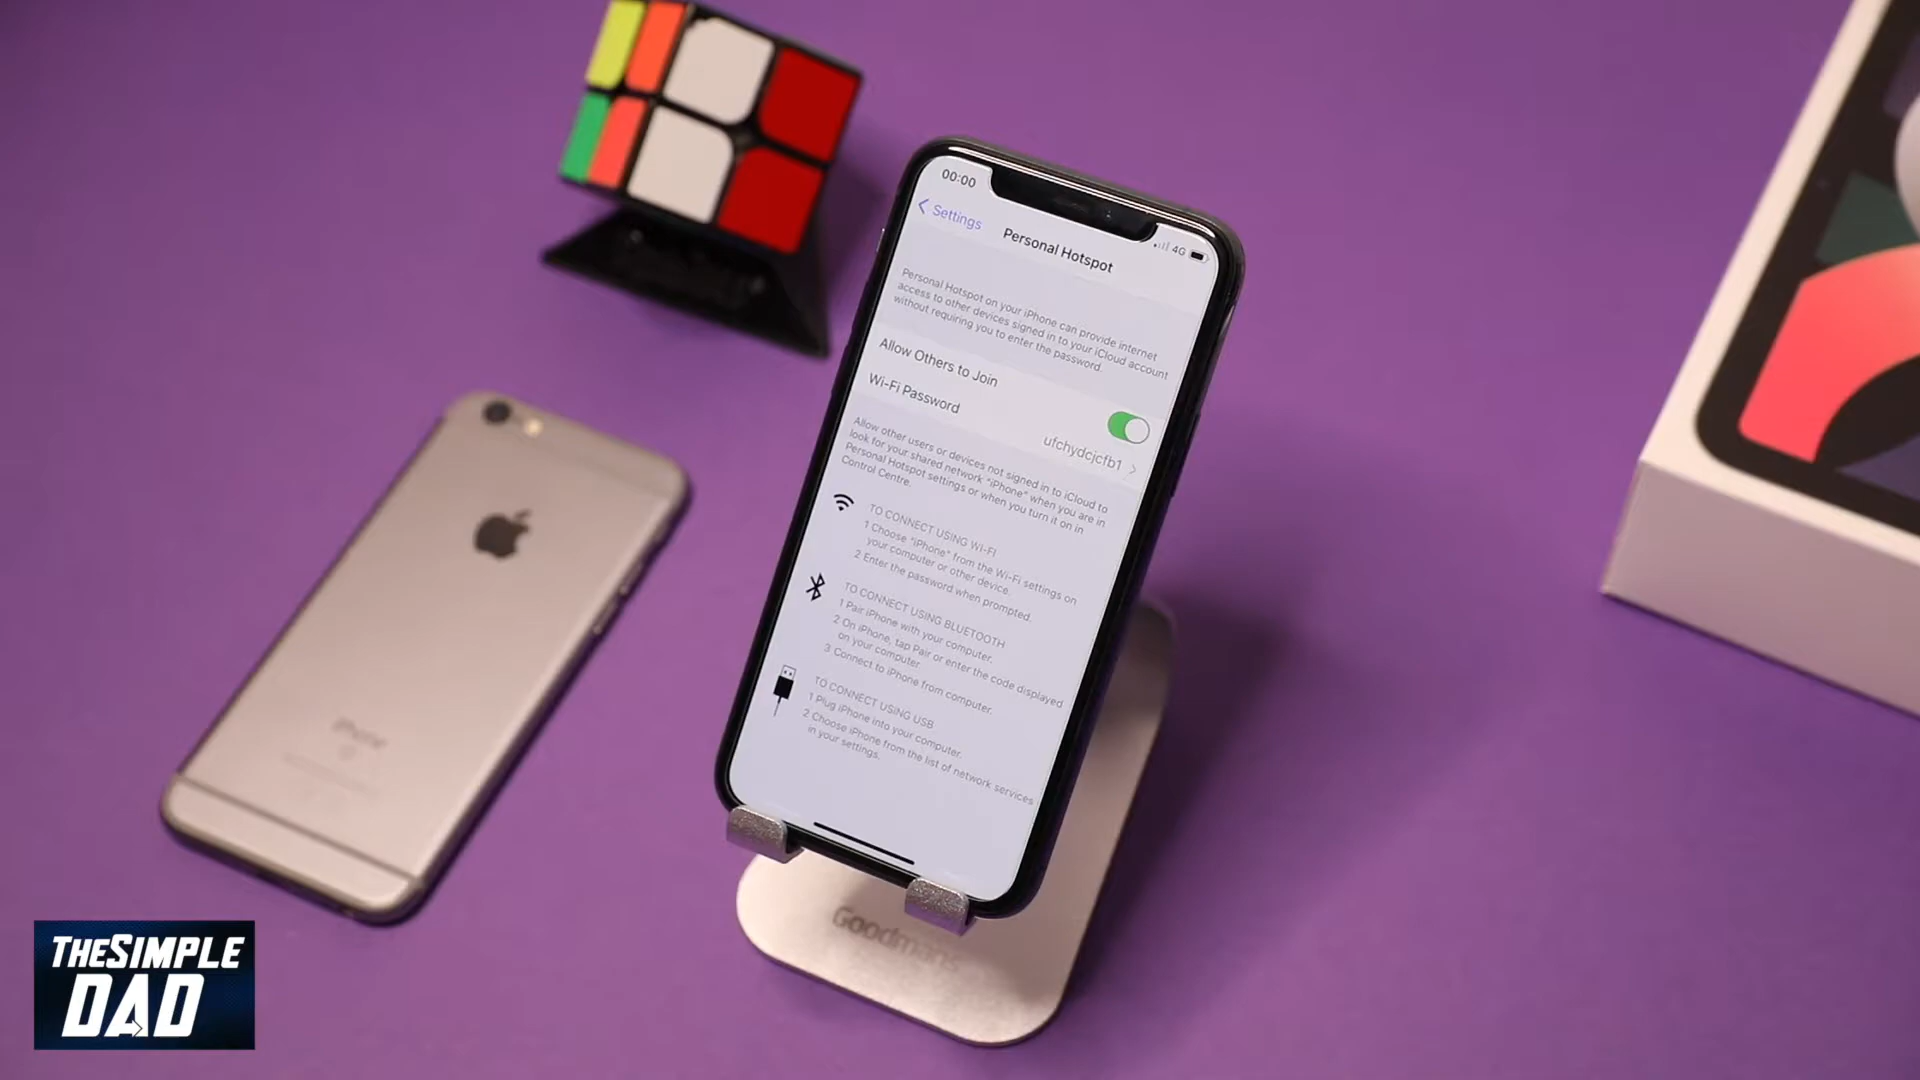 00:00
4G
Settings
Personal Hotspot
Personal Hotspot on your iPhone can provide internet
access to other devices signed in to your iCloud account
without requiring you to enter the password.
Allow Others to Join
Wi-Fi Password
ufchydcjcfb1
Allow other users or devices not signed in to iCloud to
look for your shared network "iPhone" when you are in
Personal Hotspot settings or when you turn it on in
Control Centre.
TO CONNECT USING WI-FI
1 Choose "iPhone" from the Wi-Fi settings on
your computer or other device.
2 Enter the password when prompted.
TO CONNECT USING BLUETOOTH
1 Pair iPhone with your computer.
2 On iPhone, tap Pair or enter the code displayed
on your computer.
3 Connect to iPhone from computer.
TO CONNECT USING USB
1 Plug iPhone into your computer.
2 Choose iPhone from the list of network services
in your settings.
iPhone
Goodmans
THESIMPLE
DAD